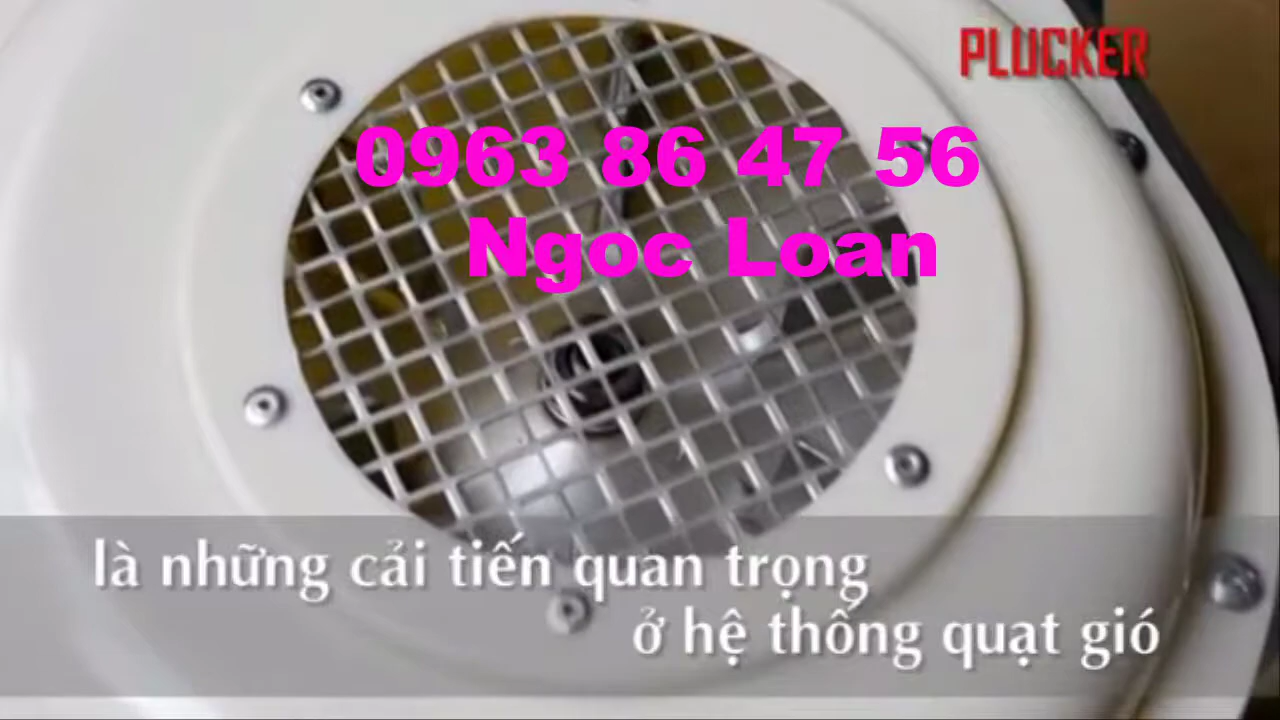 PLUCKER
0963 86 47 56
Ngoc Loan
là những cải tiến quan trọng
ở hệ thống quạt gió